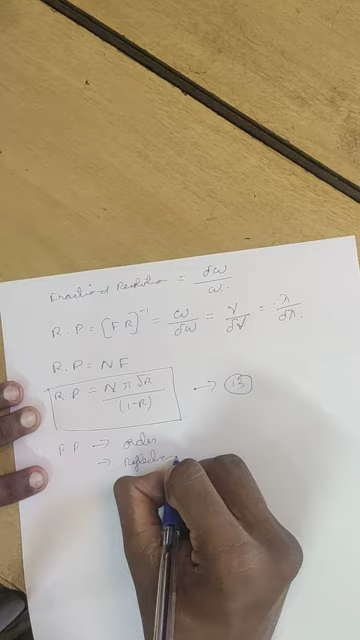 Fractional Resolution = dω/ω
R.P = [FR]⁻¹ = ω/dω = ν/dν = λ/dλ
R.P = NF
R.P = Nπ√R/(1-R) → (13)
R.P → order
→ Reflec